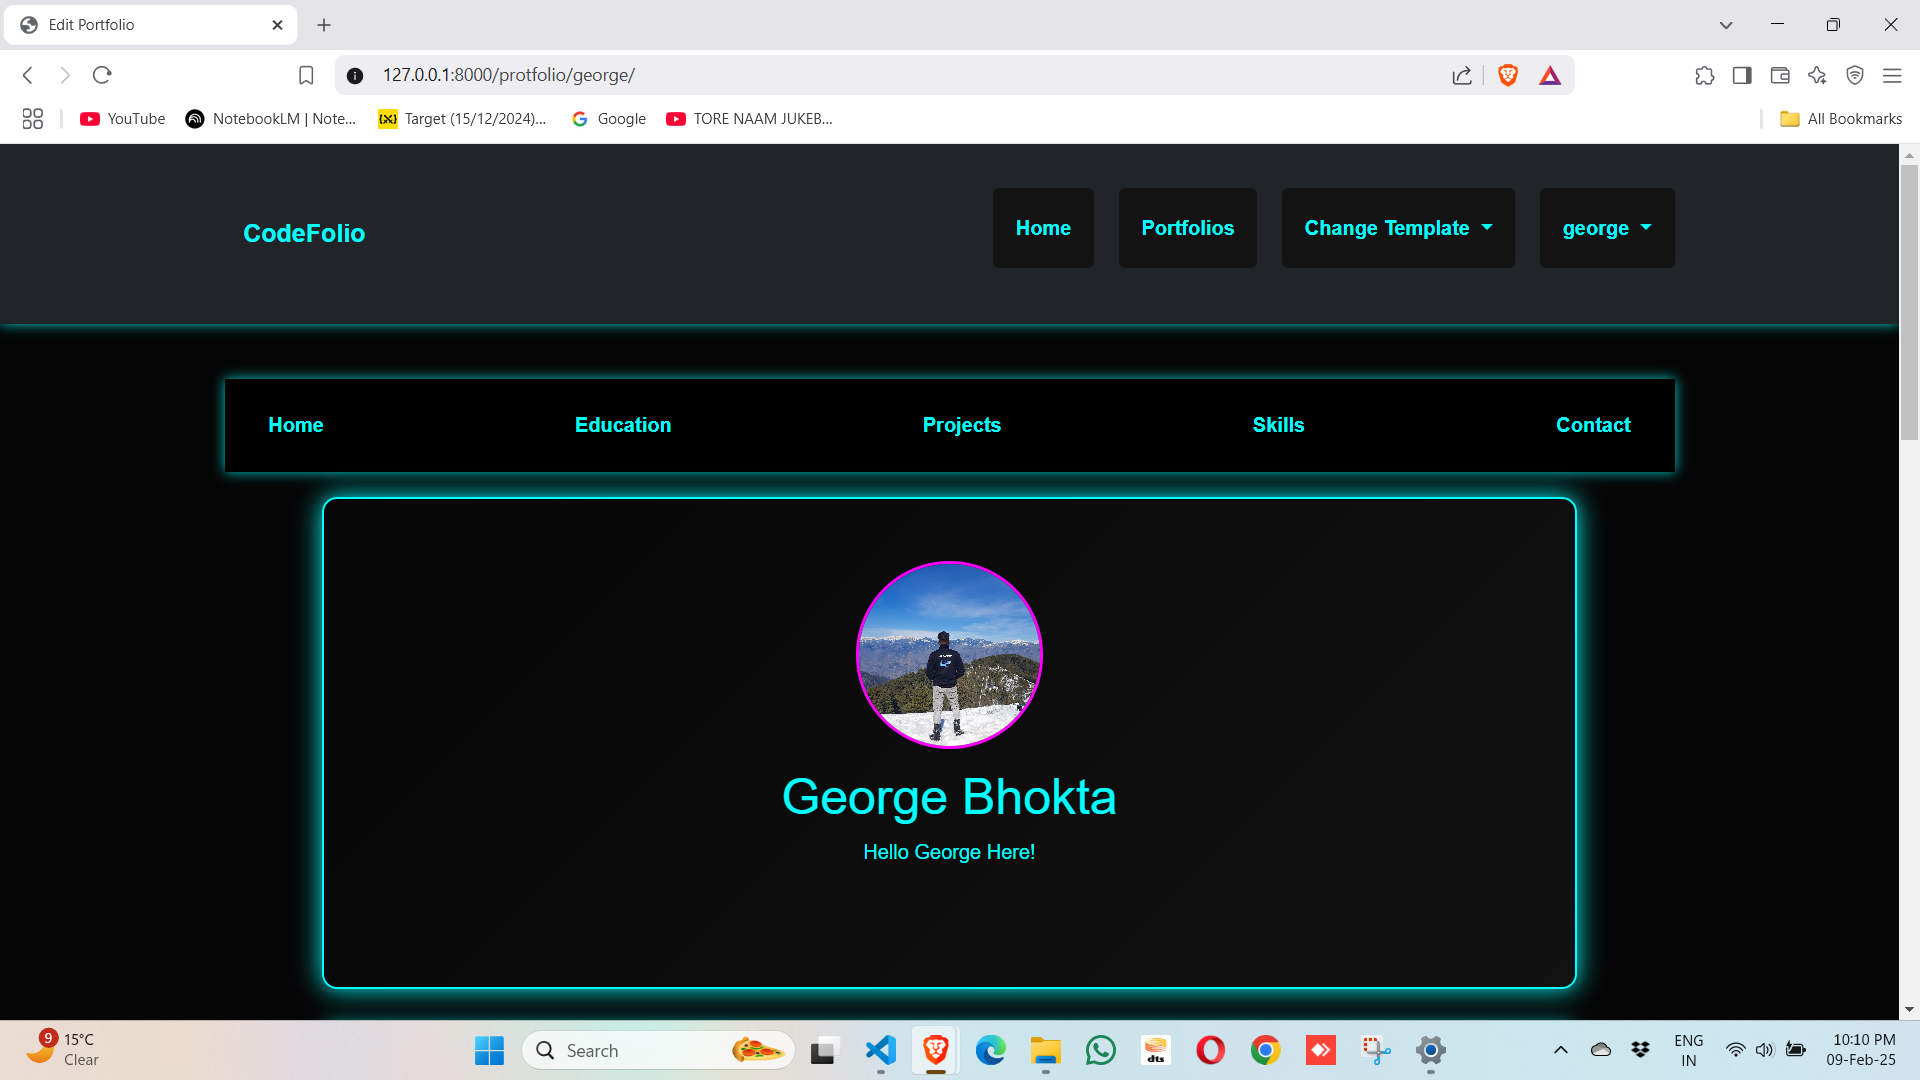 Edit Portfolio
127.0.0.1:8000/protfolio/george/
YouTube
NotebookLM | Note...
{X} Target (15/12/2024)...
Google
TORE NAAM JUKEB...
All Bookmarks
CodeFolio
Home
Portfolios
Change Template
george
Home
Education
Projects
Skills
Contact
George Bhokta
Hello George Here!
9
15°C
Clear
Search
dts
ENG
IN
10:10 PM
09-Feb-25